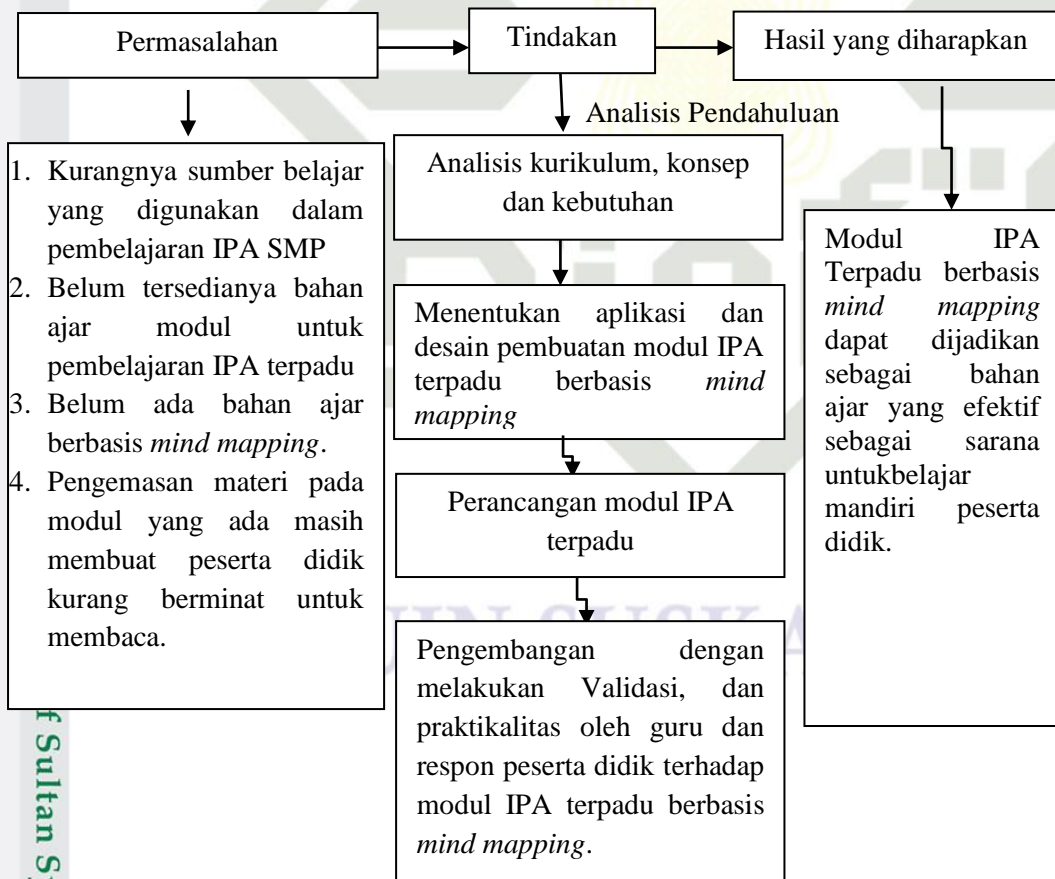 Permasalahan
Tindakan
Hasil yang diharapkan
1. Kurangnya sumber belajar
yang digunakan dalam
pembelajaran IPA SMP
2. Belum tersedianya bahan
ajar modul untuk
pembelajaran IPA terpadu
3. Belum ada bahan ajar
berbasis mind mapping.
4. Pengemasan materi pada
modul yang ada masih
membuat peserta didik
kurang berminat untuk
membaca.
Analisis Pendahuluan
Analisis kurikulum, konsep
dan kebutuhan
Menentukan aplikasi dan
desain pembuatan modul IPA
terpadu berbasis mind
mapping
Perancangan modul IPA
terpadu
Pengembangan dengan
melakukan Validasi, dan
praktikalitas oleh guru dan
respon peserta didik terhadap
modul IPA terpadu berbasis
mind mapping.
Modul IPA
Terpadu berbasis
mind mapping
dapat dijadikan
sebagai bahan
ajar yang efektif
sebagai sarana
untukbelajar
mandiri peserta
didik.
UIN SUSKA
f Sultan Sy